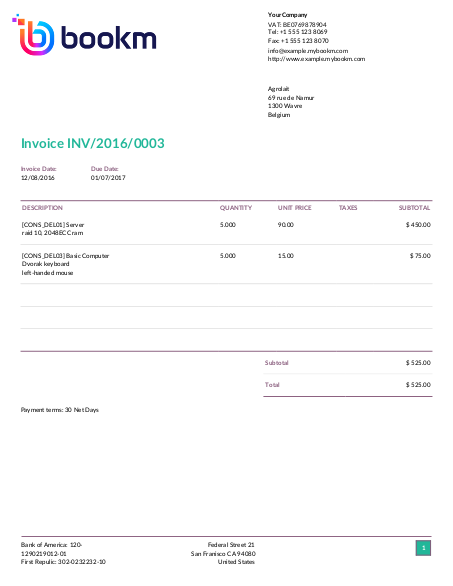 bookm
YourCompany
VAT: BE0769878904
Tel: +1 555 123 8069
Fax: +1 555 123 8070
info@example.mybookm.com
http://www.example.mybookm.com
Agrolait
69 rue de Namur
1300 Wavre
Belgium
Invoice INV/2016/0003
Invoice Date: Due Date:
12/08/2016 01/07/2017
DESCRIPTION QUANTITY UNIT PRICE TAXES SUBTOTAL
[CONS_DEL01] Server 5.000 90.00 $ 450.00
raid 10, 2048ECC ram
[CONS_DEL03] Basic Computer 5.000 15.00 $ 75.00
Dvorak keyboard
left-handed mouse
Subtotal $ 525.00
Total $ 525.00
Payment terms: 30 Net Days
Bank of America: 120- Federal Street 21 1
1290219012-01 San Franisco CA 94080
First Repulic: 302-0232232-10 United States